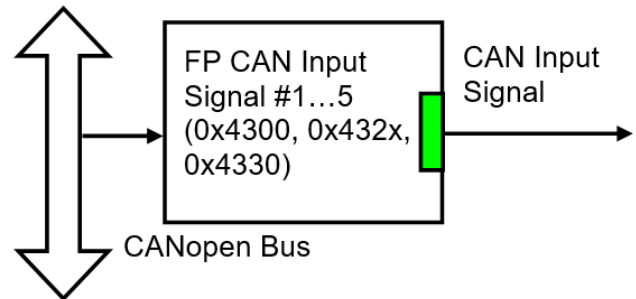 FP CAN Input
Signal #1...5
(0x4300, 0x432x,
0x4330)
CAN Input
Signal
CANopen Bus